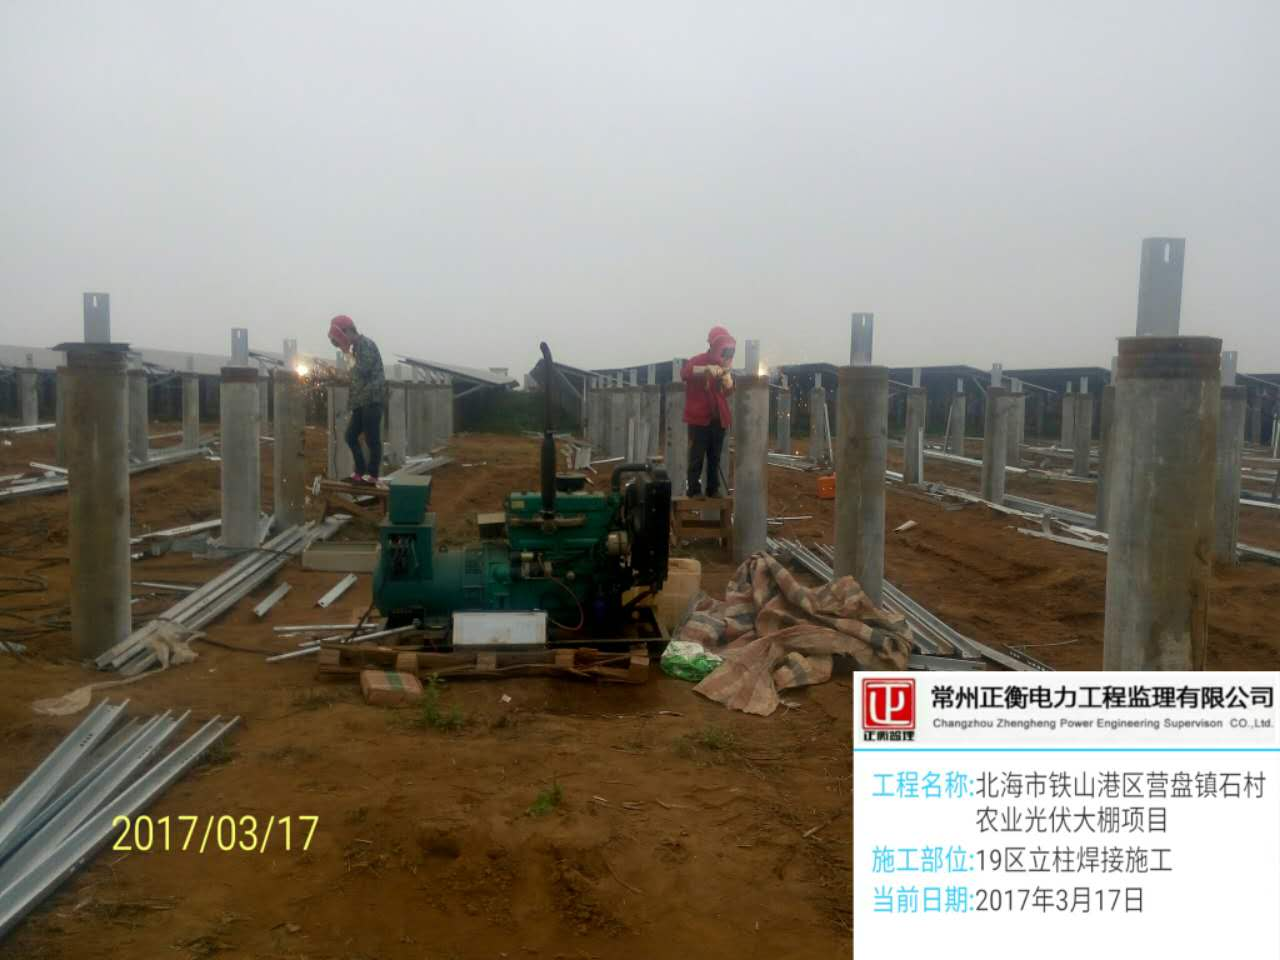 2017/03/17
正衡监理
常州正衡电力工程监理有限公司
Changzhou Zhengheng Power Engineering Supervison CO.,Ltd.
工程名称:北海市铁山港区营盘镇石村
农业光伏大棚项目
施工部位:19区立柱焊接施工
当前日期:2017年3月17日